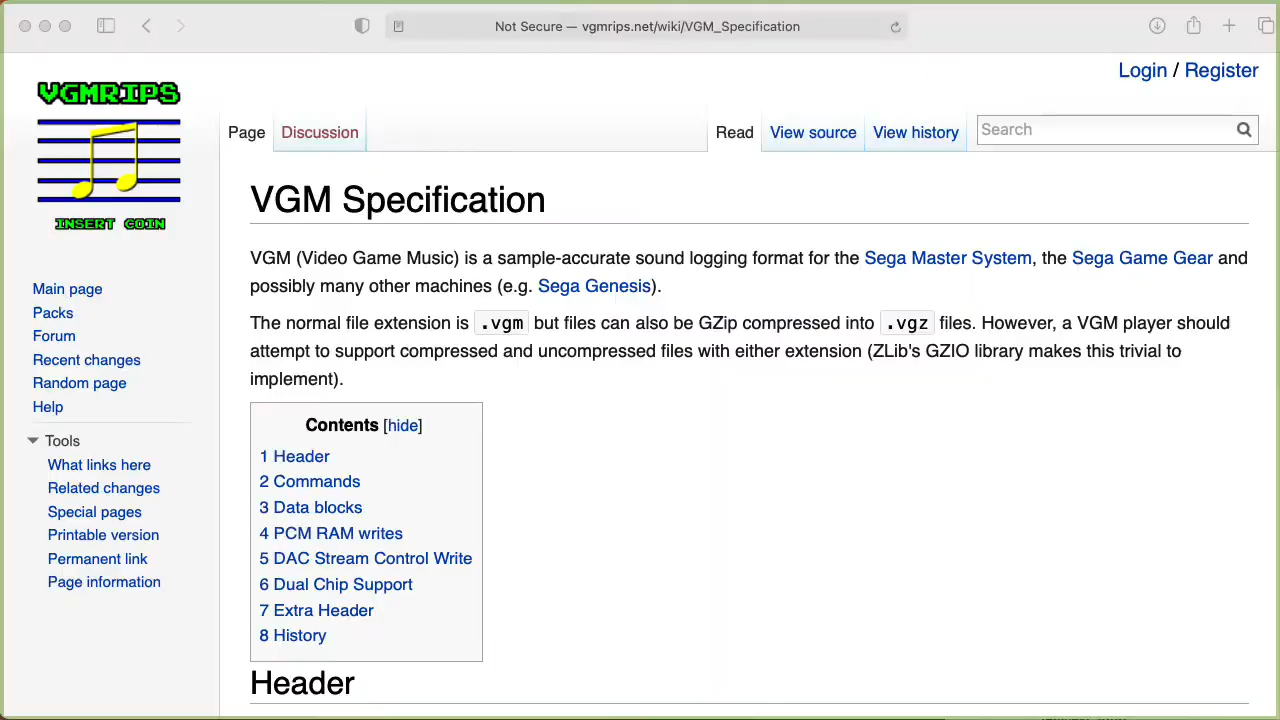 Not Secure — vgmrips.net/wiki/VGM_Specification
Login / Register
VGMRIPS
INSERT COIN
Page
Discussion
Read
View source
View history
Search
VGM Specification
VGM (Video Game Music) is a sample-accurate sound logging format for the Sega Master System, the Sega Game Gear and
possibly many other machines (e.g. Sega Genesis).
The normal file extension is .vgm but files can also be GZip compressed into .vgz files. However, a VGM player should
attempt to support compressed and uncompressed files with either extension (ZLib's GZIO library makes this trivial to
implement).
Main page
Packs
Forum
Recent changes
Random page
Help
Tools
What links here
Related changes
Special pages
Printable version
Permanent link
Page information
Contents [hide]
1 Header
2 Commands
3 Data blocks
4 PCM RAM writes
5 DAC Stream Control Write
6 Dual Chip Support
7 Extra Header
8 History
Header